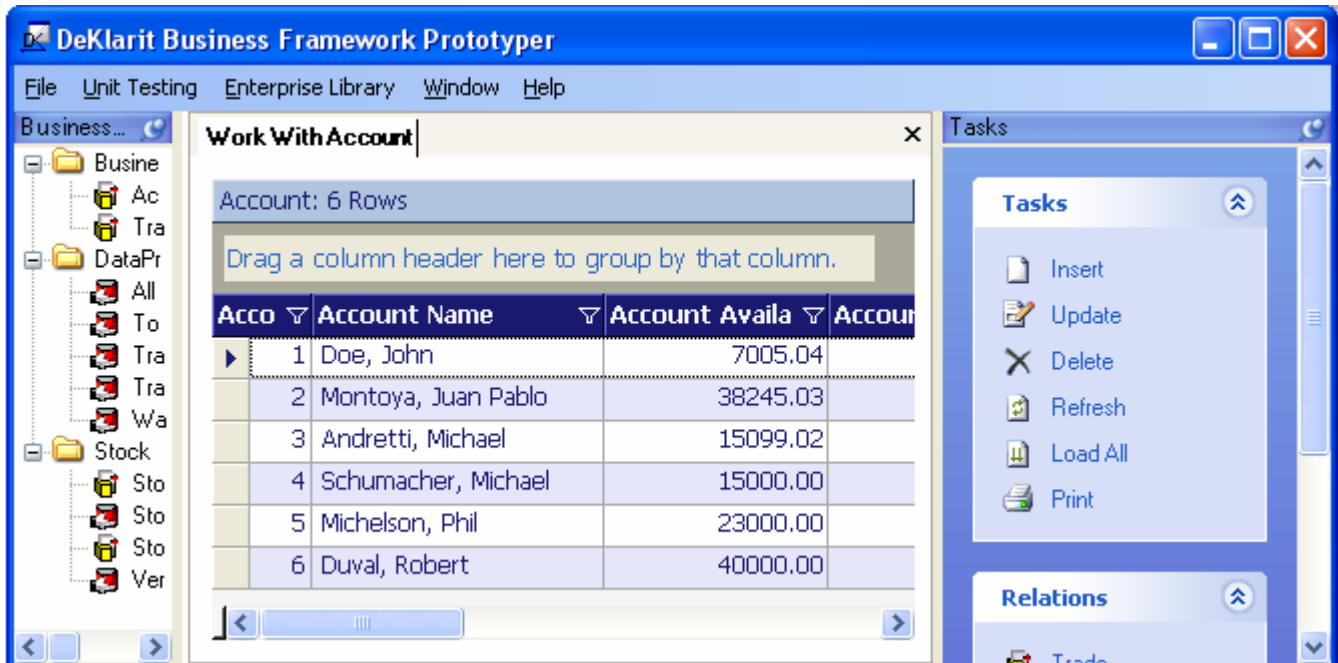 DeKlarit Business Framework Prototyper
File Unit Testing Enterprise Library Window Help
Business...
Busine
Ac
Tra
DataPr
All
To
Tra
Tra
Wa
Stock
Sto
Sto
Sto
Ver
Work With Account
Account: 6 Rows
Drag a column header here to group by that column.
Acco Account Name Account Availa Accour
1 Doe, John 7005.04
2 Montoya, Juan Pablo 38245.03
3 Andretti, Michael 15099.02
4 Schumacher, Michael 15000.00
5 Michelson, Phil 23000.00
6 Duval, Robert 40000.00
Tasks
Tasks
Insert
Update
Delete
Refresh
Load All
Print
Relations
Trade